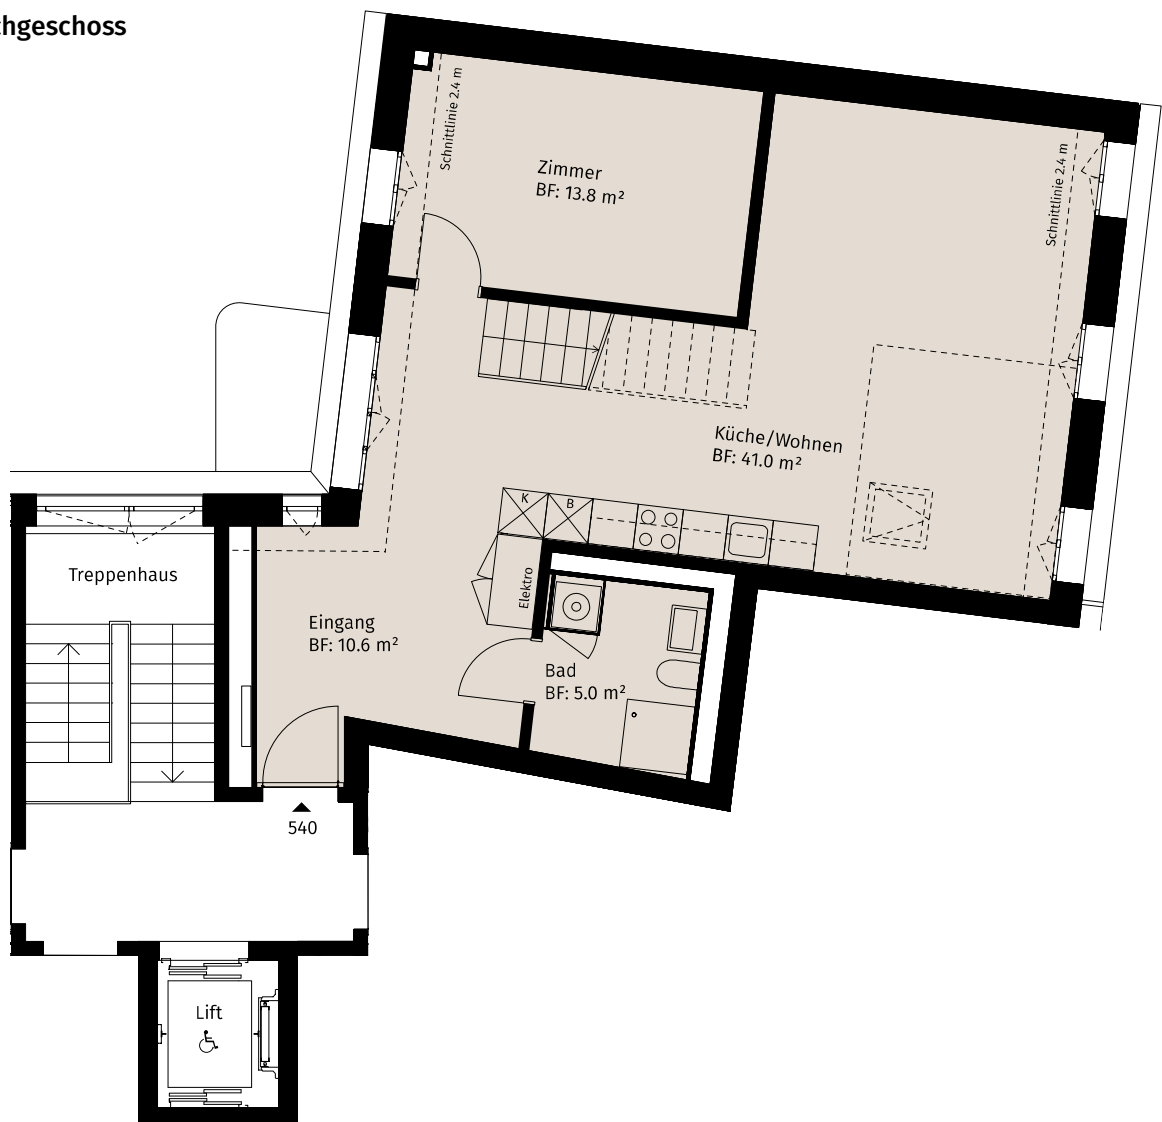 chgeschoss
Schnittlinie 2.4 m
Zimmer
BF: 13.8 m²
Schnittlinie 2.4 m
Küche/Wohnen
BF: 41.0 m²
K
B
Treppenhaus
Elektro
Eingang
BF: 10.6 m²
Bad
BF: 5.0 m²
540
Lift